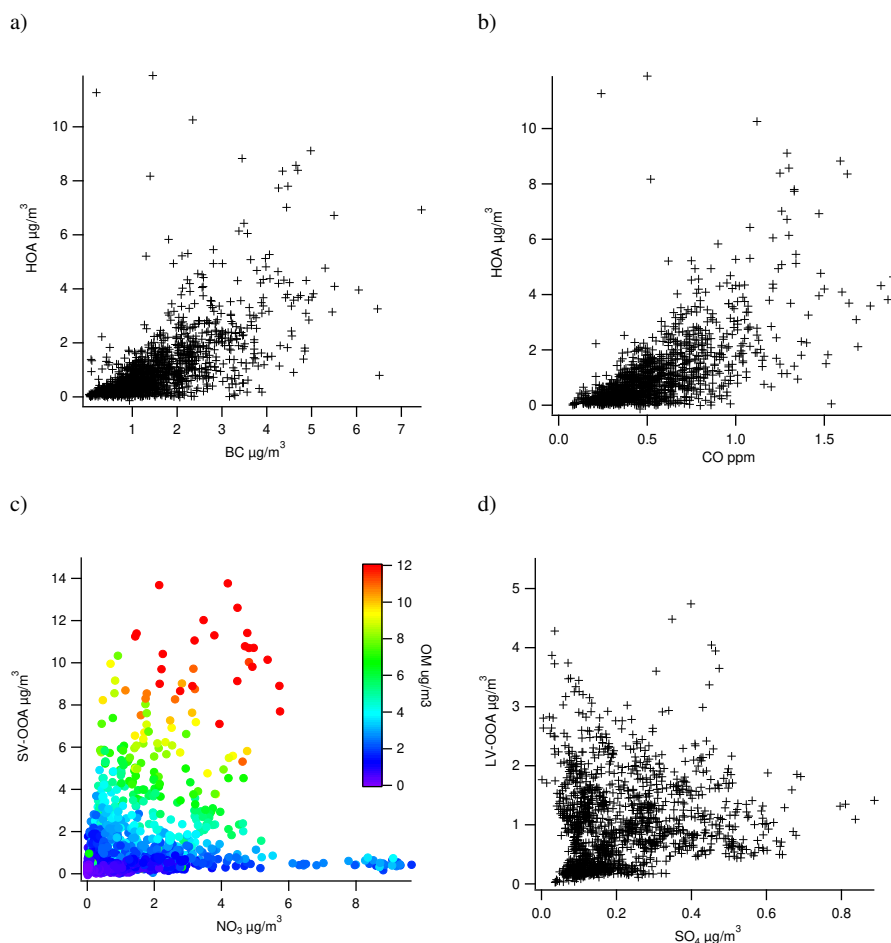 a)
10
8
6
4
2
0
HOA µg/m³
1 2 3 4 5 6 7
BC µg/m³
b)
10
8
6
4
2
0
HOA µg/m³
0.0 0.5 1.0 1.5
CO ppm
c)
14
12
10
8
6
4
2
0
SV-OOA µg/m³
0 2 4 6 8
NO₃ µg/m³
12
10
8
6
4
2
0
OM ug/m3
d)
5
4
3
2
1
0
LV-OOA µg/m³
0.0 0.2 0.4 0.6 0.8
SO₄ µg/m³